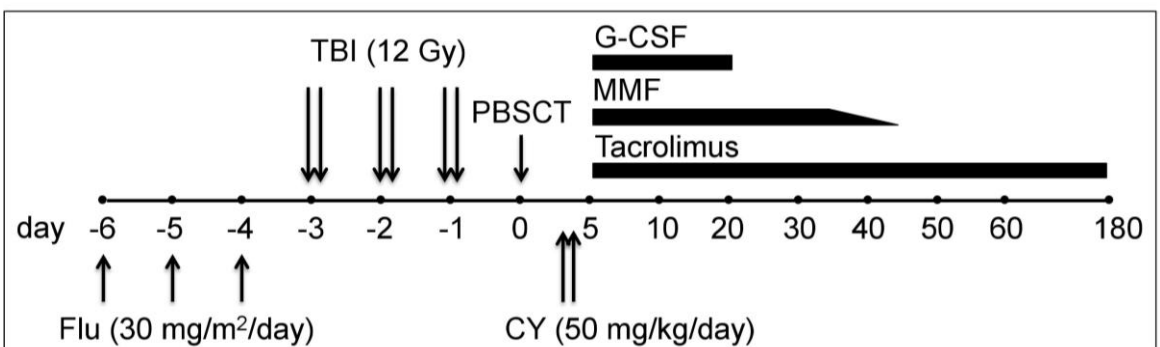 G-CSF
TBI (12 Gy)
MMF
PBSCT
Tacrolimus
day -6 -5 -4 -3 -2 -1 0 5 10 20 30 40 50 60 180
Flu (30 mg/m²/day) CY (50 mg/kg/day)